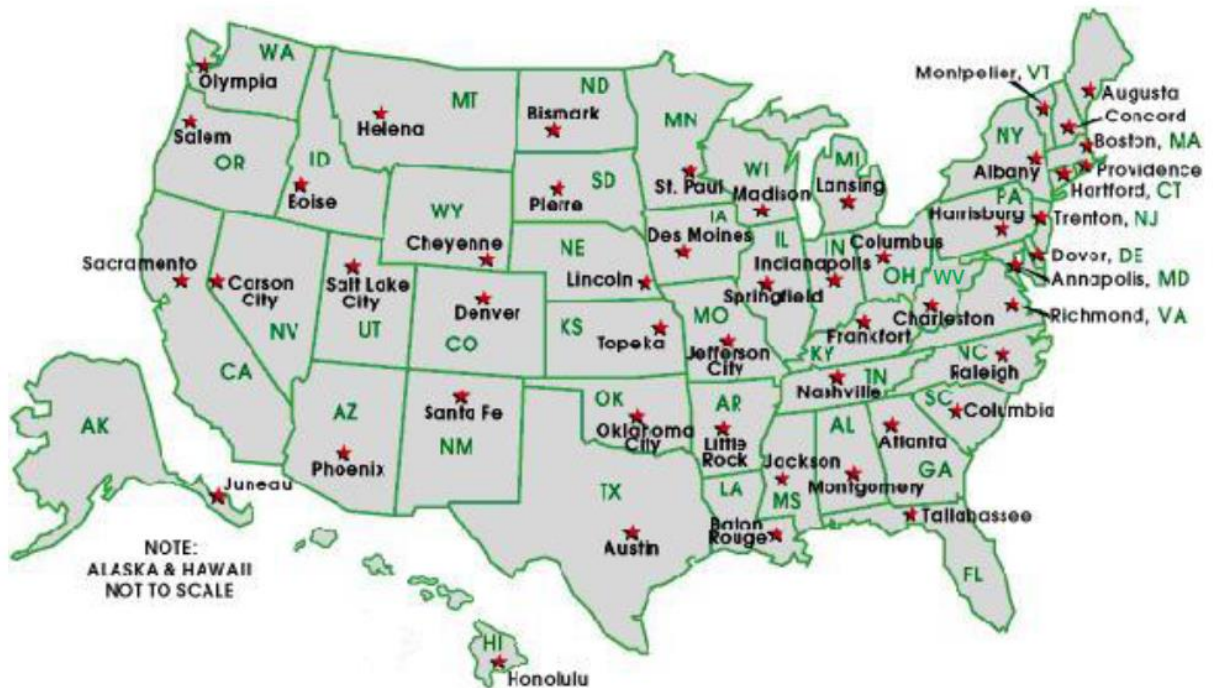 WA
Olympia
Salem
OR
ID
Boise
MT
Helena
ND
Bismark
MN
St. Paul
SD
Pierre
WY
Cheyenne
WI
Madison
MI
Lansing
Montpelier, VT
Augusta
Concord
NY
Albany
Boston, MA
Providence
Hartford, CT
PA
Harrisburg
Trenton, NJ
Dover, DE
Annapolis, MD
Richmond, VA
IA
Des Moines
NE
Lincoln
IL
Springfield
IN
Indianapolis
Columbus
OH
WV
Charleston
Sacramento
Carson
City
NV
CA
Salt Lake
City
UT
Denver
CO
KS
Topeka
MO
Jefferson
City
KY
Frankfort
TN
Nashville
NC
Raleigh
SC
Columbia
AZ
Phoenix
Santa Fe
NM
OK
Oklahoma
City
AR
Little
Rock
Jackson
MS
AL
Montgomery
Atlanta
GA
TX
Austin
LA
Baton
Rouge
Tallahassee
FL
AK
Juneau
NOTE:
ALASKA & HAWAII
NOT TO SCALE
HI
Honolulu